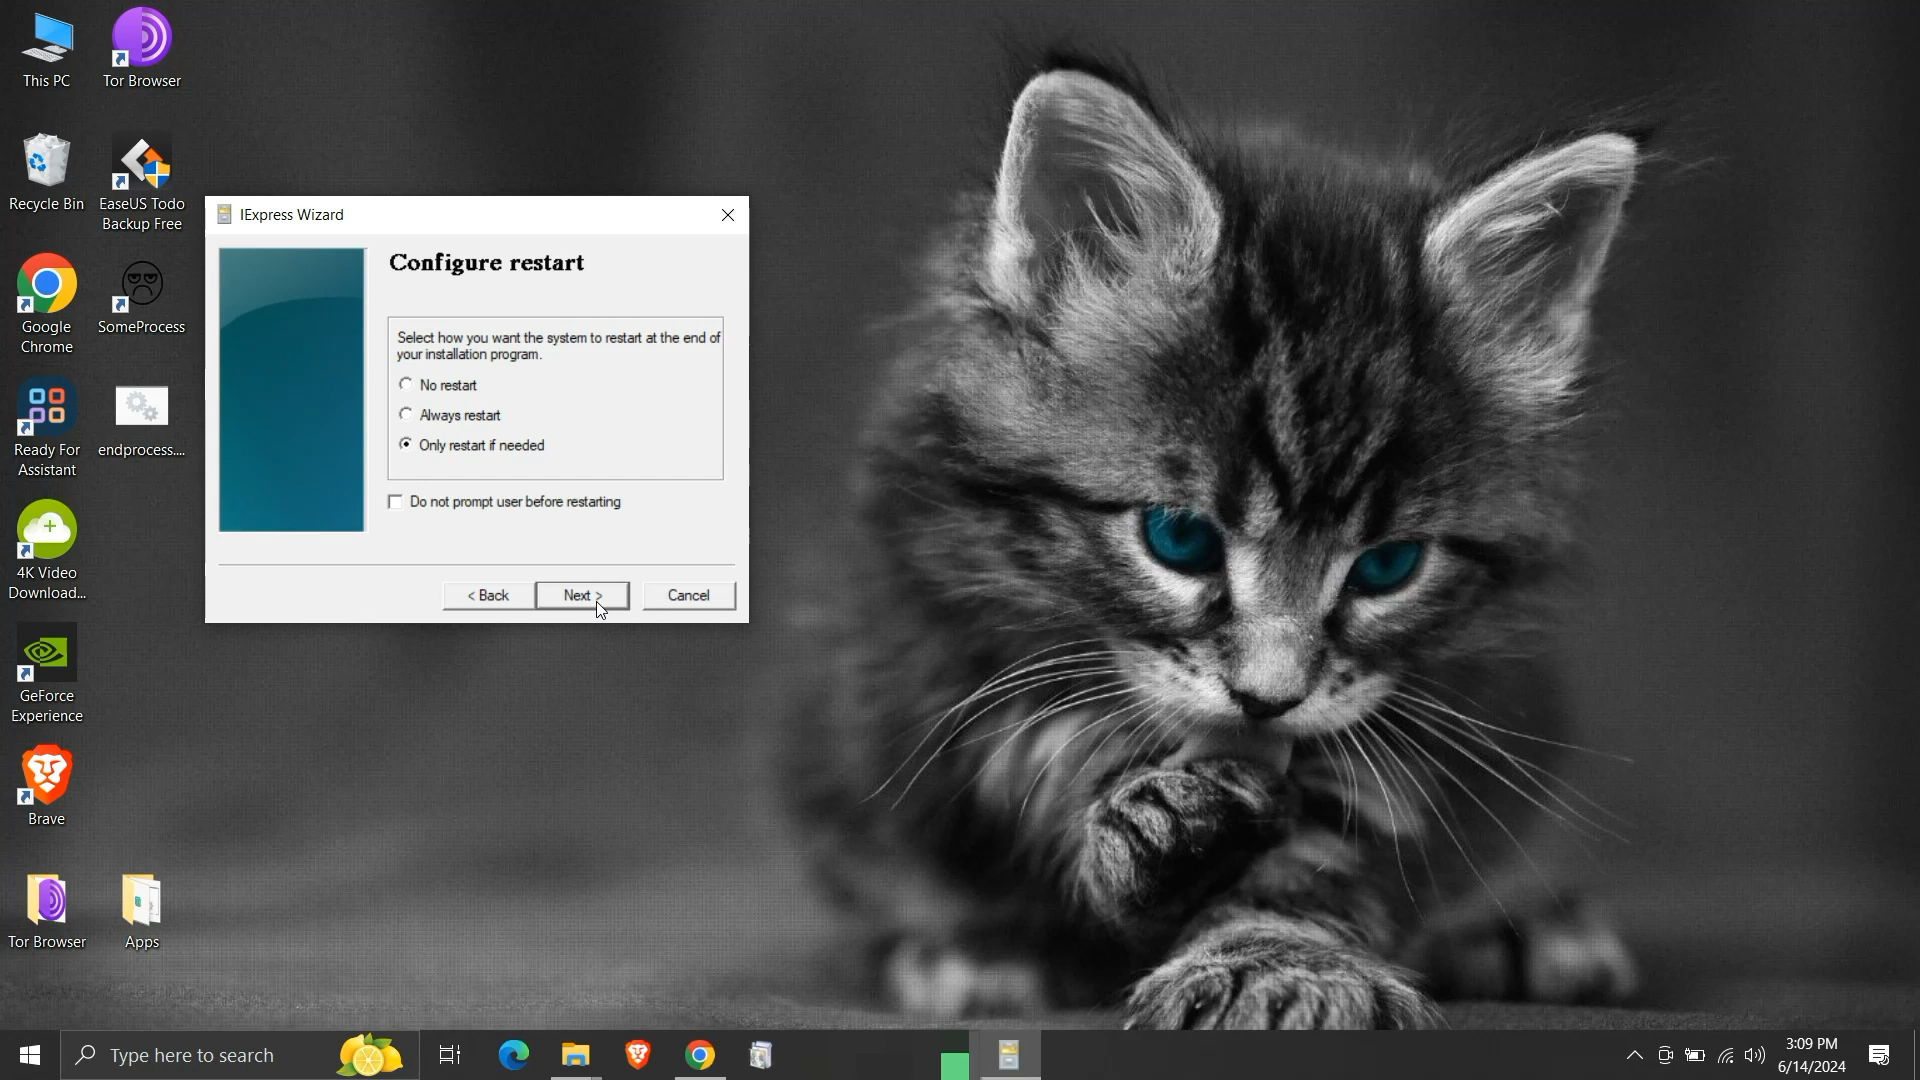 This PC
Tor Browser
Recycle Bin
EaseUS Todo
Backup Free
Google
Chrome
SomeProcess
Ready For
Assistant
endprocess....
4K Video
Download...
GeForce
Experience
Brave
Tor Browser
Apps
IExpress Wizard
Configure restart
Select how you want the system to restart at the end of
your installation program.
No restart
Always restart
Only restart if needed
Do not prompt user before restarting
< Back
Next >
Cancel
Type here to search
3:09 PM
6/14/2024